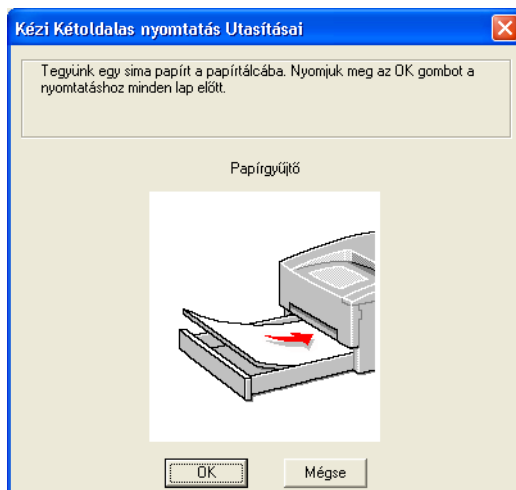 Kézi Kétoldalas nyomtatás Utasításai
Tegyünk egy sima papírt a papírtálcába. Nyomjuk meg az OK gombot a
nyomtatáshoz minden lap előtt.
Papírgyűjtő
OK
Mégse